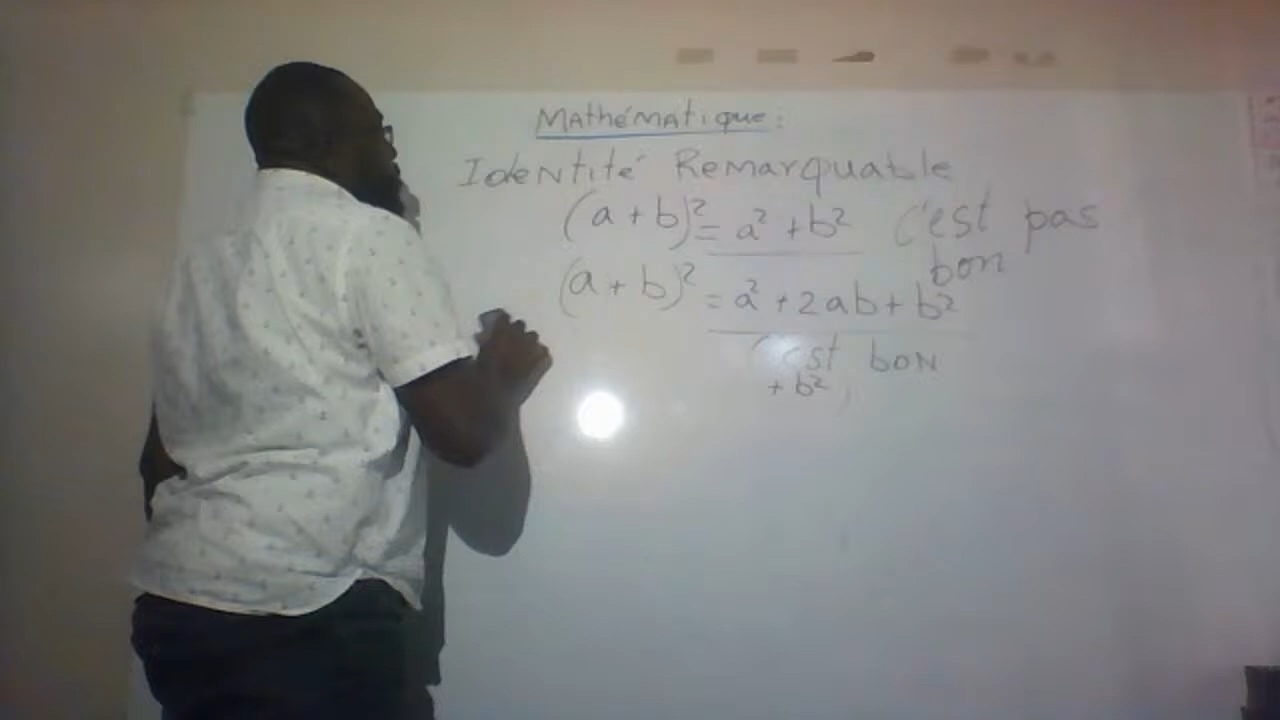 Mathématique :
Identité Remarquable
(a + b)² = a² + b² c'est pas
bon
(a + b)² = a² + 2ab + b²
C'est bon
+ b²